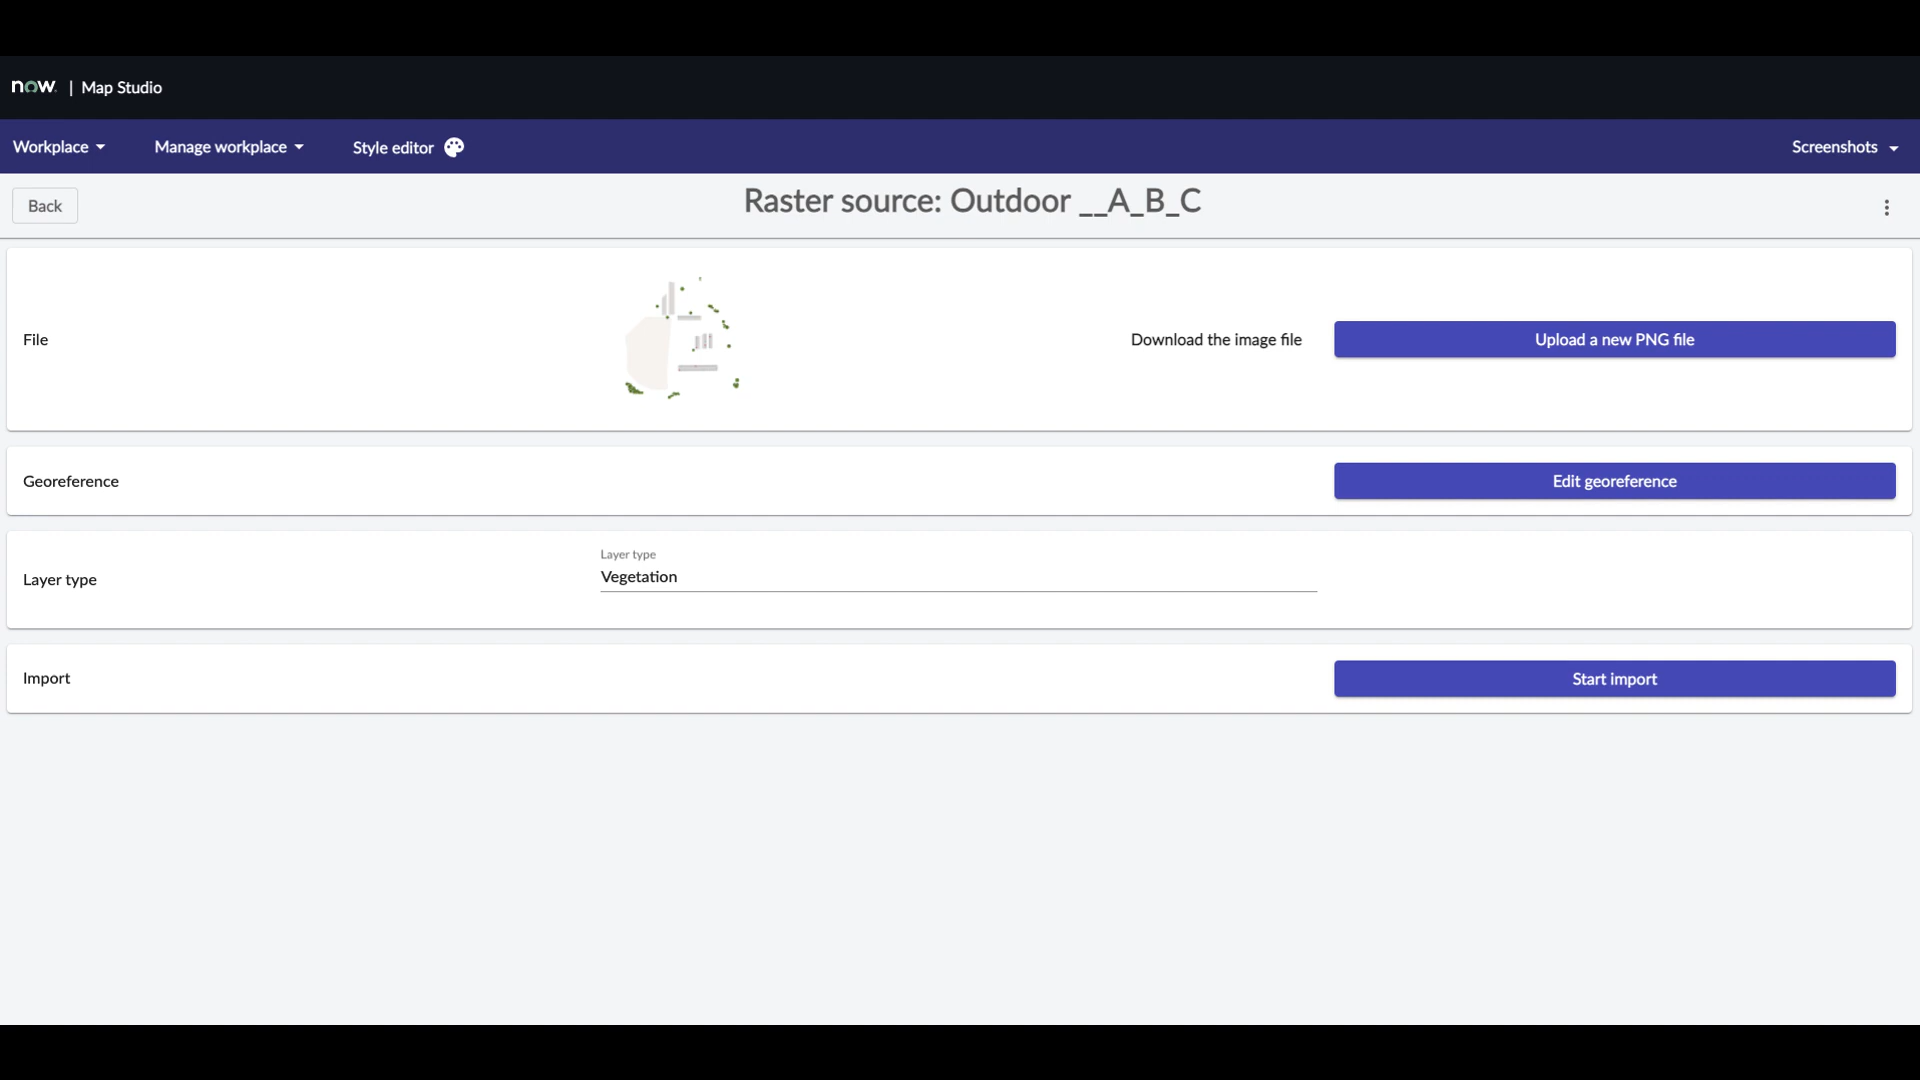 now. | Map Studio
Workplace Manage workplace Style editor Screenshots
Back Raster source: Outdoor __A_B_C
File Download the image file Upload a new PNG file
Georeference Edit georeference
Layer type
Layer type Vegetation
Import Start import